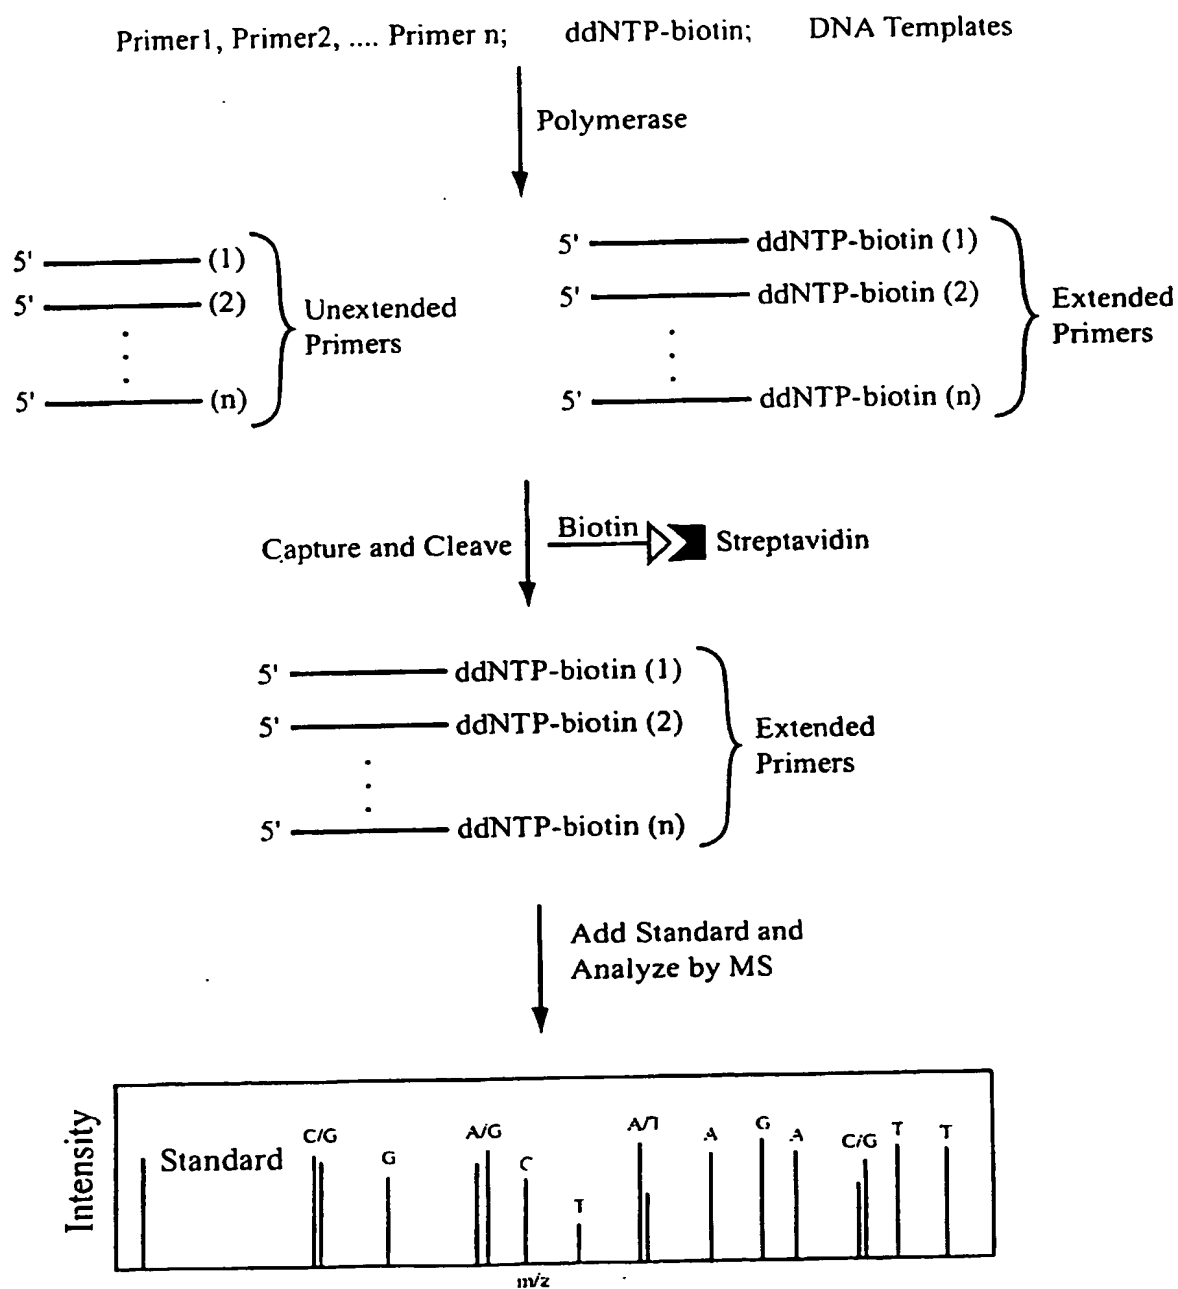 Primer1, Primer2, .... Primer n; ddNTP-biotin; DNA Templates
Polymerase
5' (1)
5' (2)
5' (n)
Unextended
Primers
5' ddNTP-biotin (1)
5' ddNTP-biotin (2)
5' ddNTP-biotin (n)
Extended
Primers
Capture and Cleave
Biotin
Streptavidin
5' ddNTP-biotin (1)
5' ddNTP-biotin (2)
5' ddNTP-biotin (n)
Extended
Primers
Add Standard and
Analyze by MS
Intensity
Standard
C/G
G
A/G
C
T
A/T
A
G
A
C/G
T
T
m/z